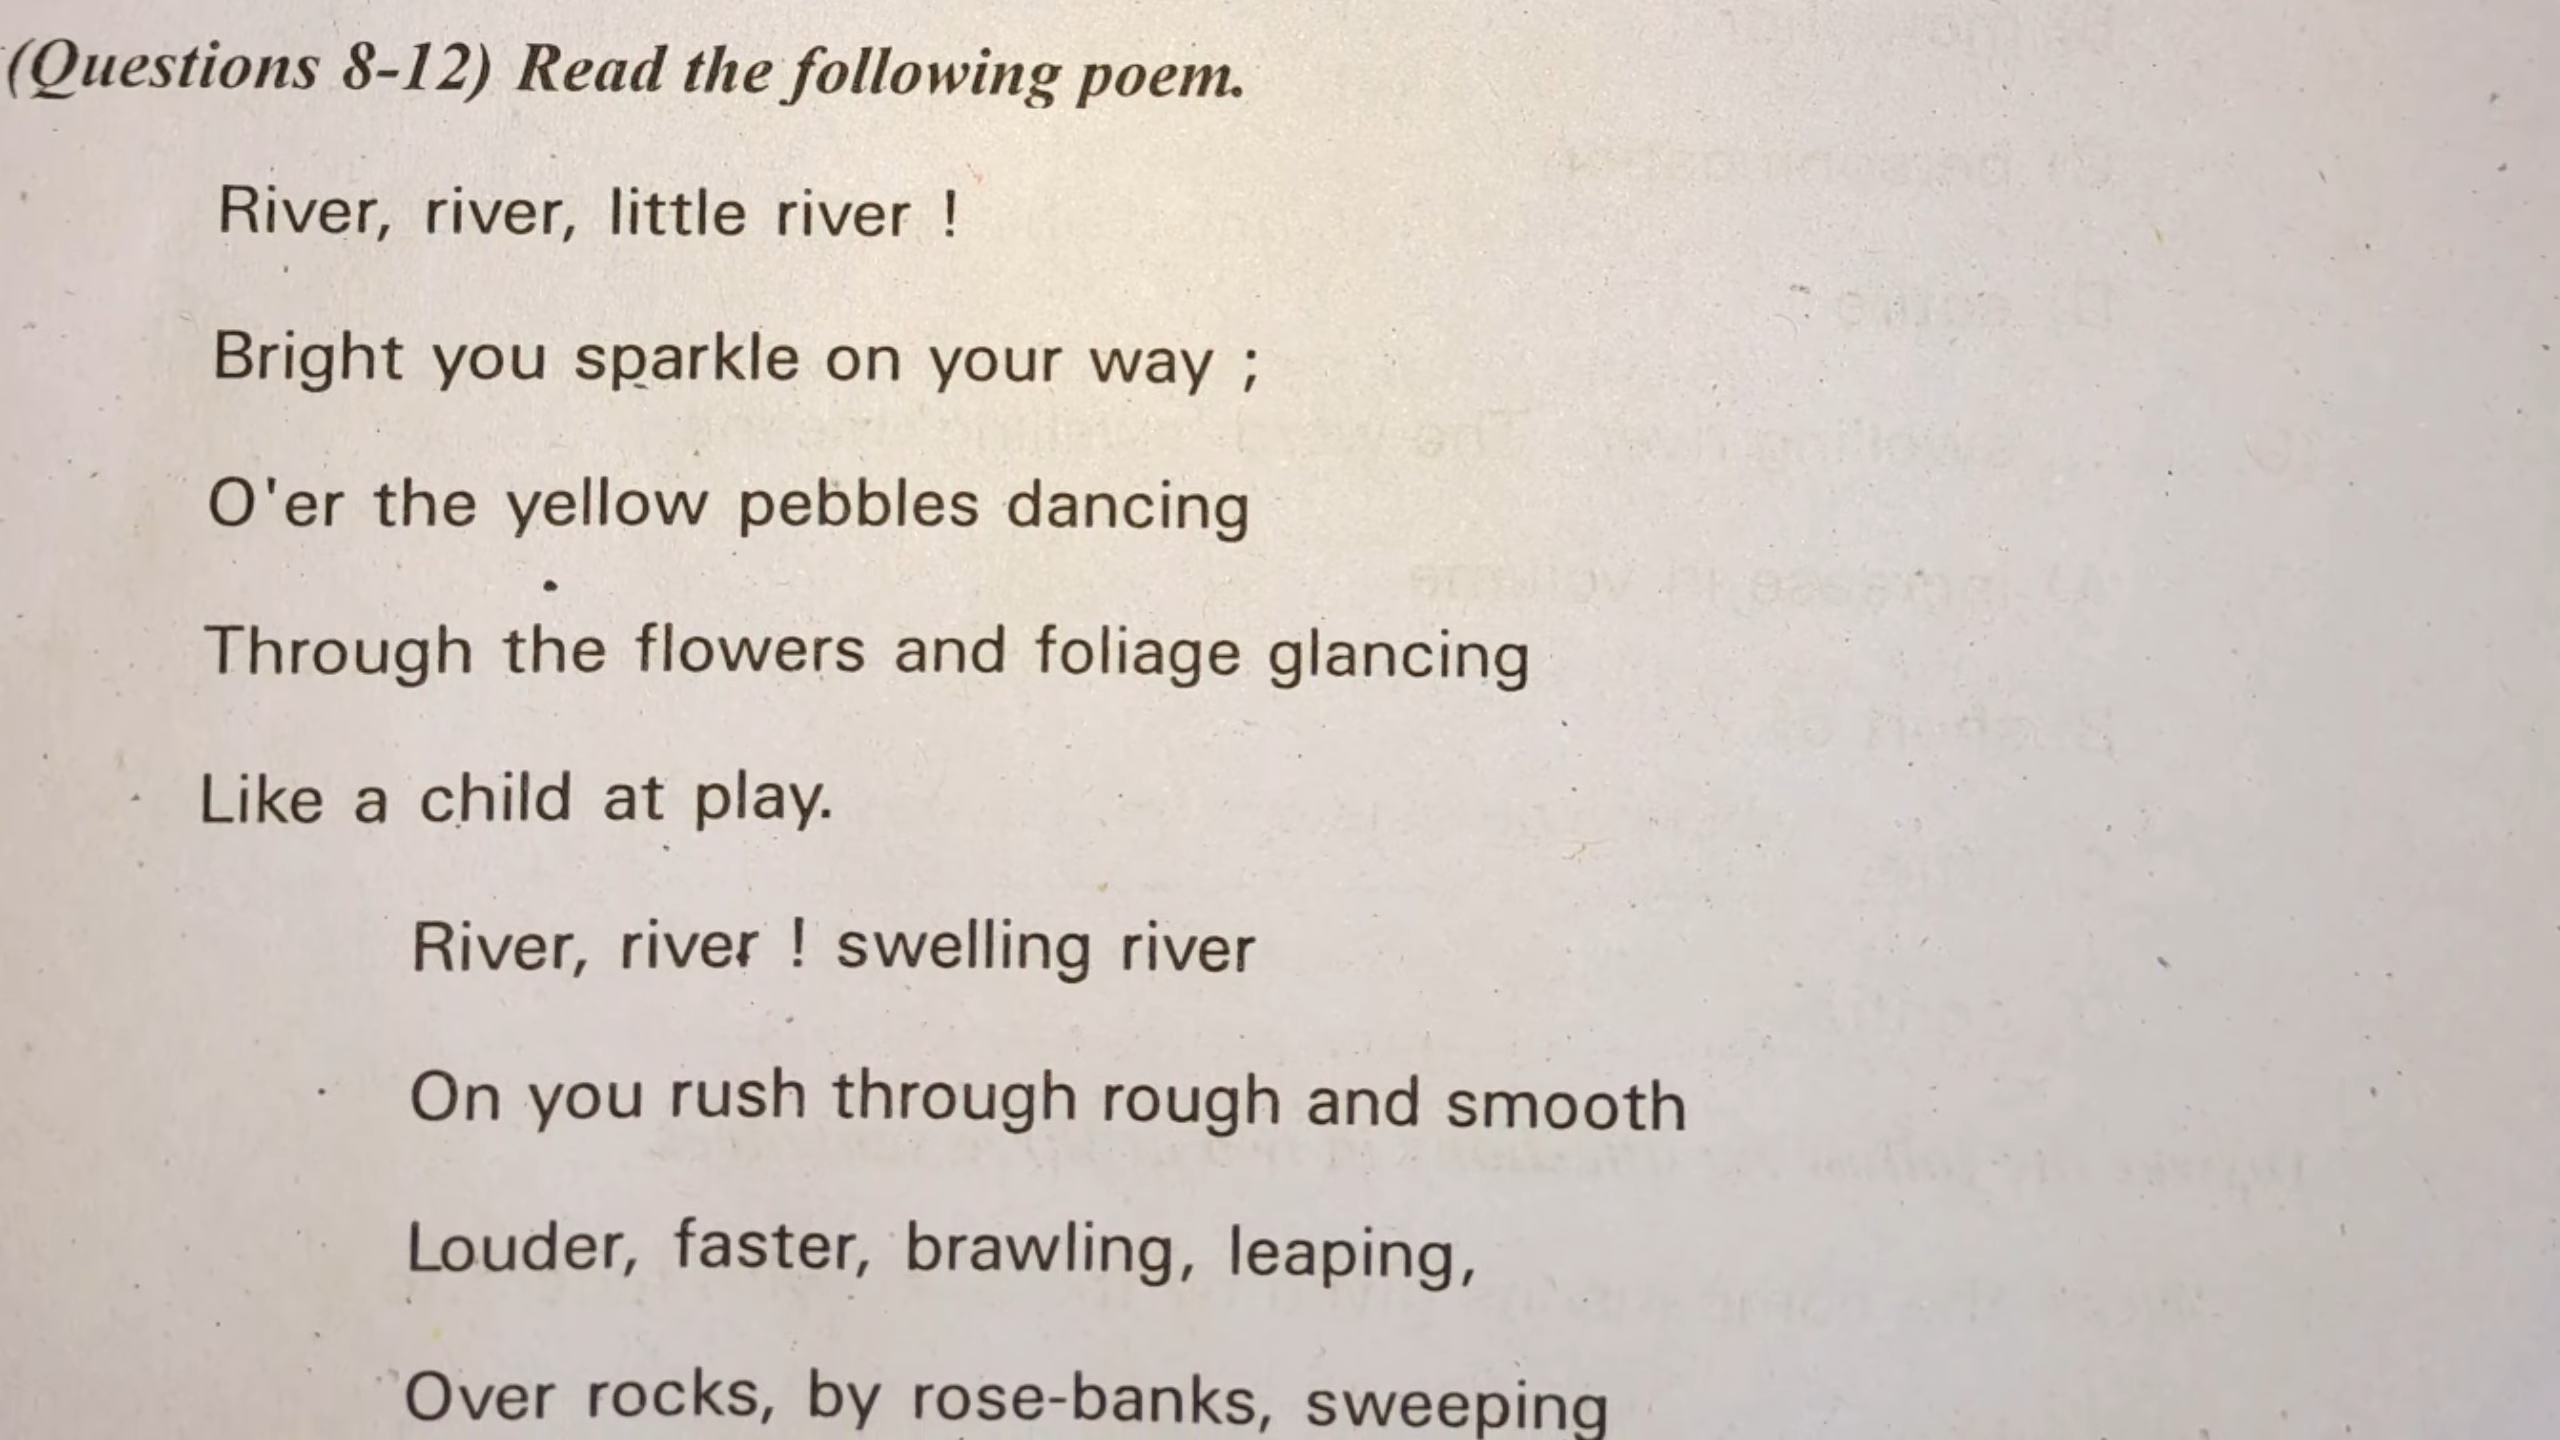 (Questions 8-12) Read the following poem.
River, river, little river !
Bright you sparkle on your way ;
O'er the yellow pebbles dancing
Through the flowers and foliage glancing
Like a child at play.
River, river ! swelling river
On you rush through rough and smooth
Louder, faster, brawling, leaping,
Over rocks, by rose-banks, sweeping